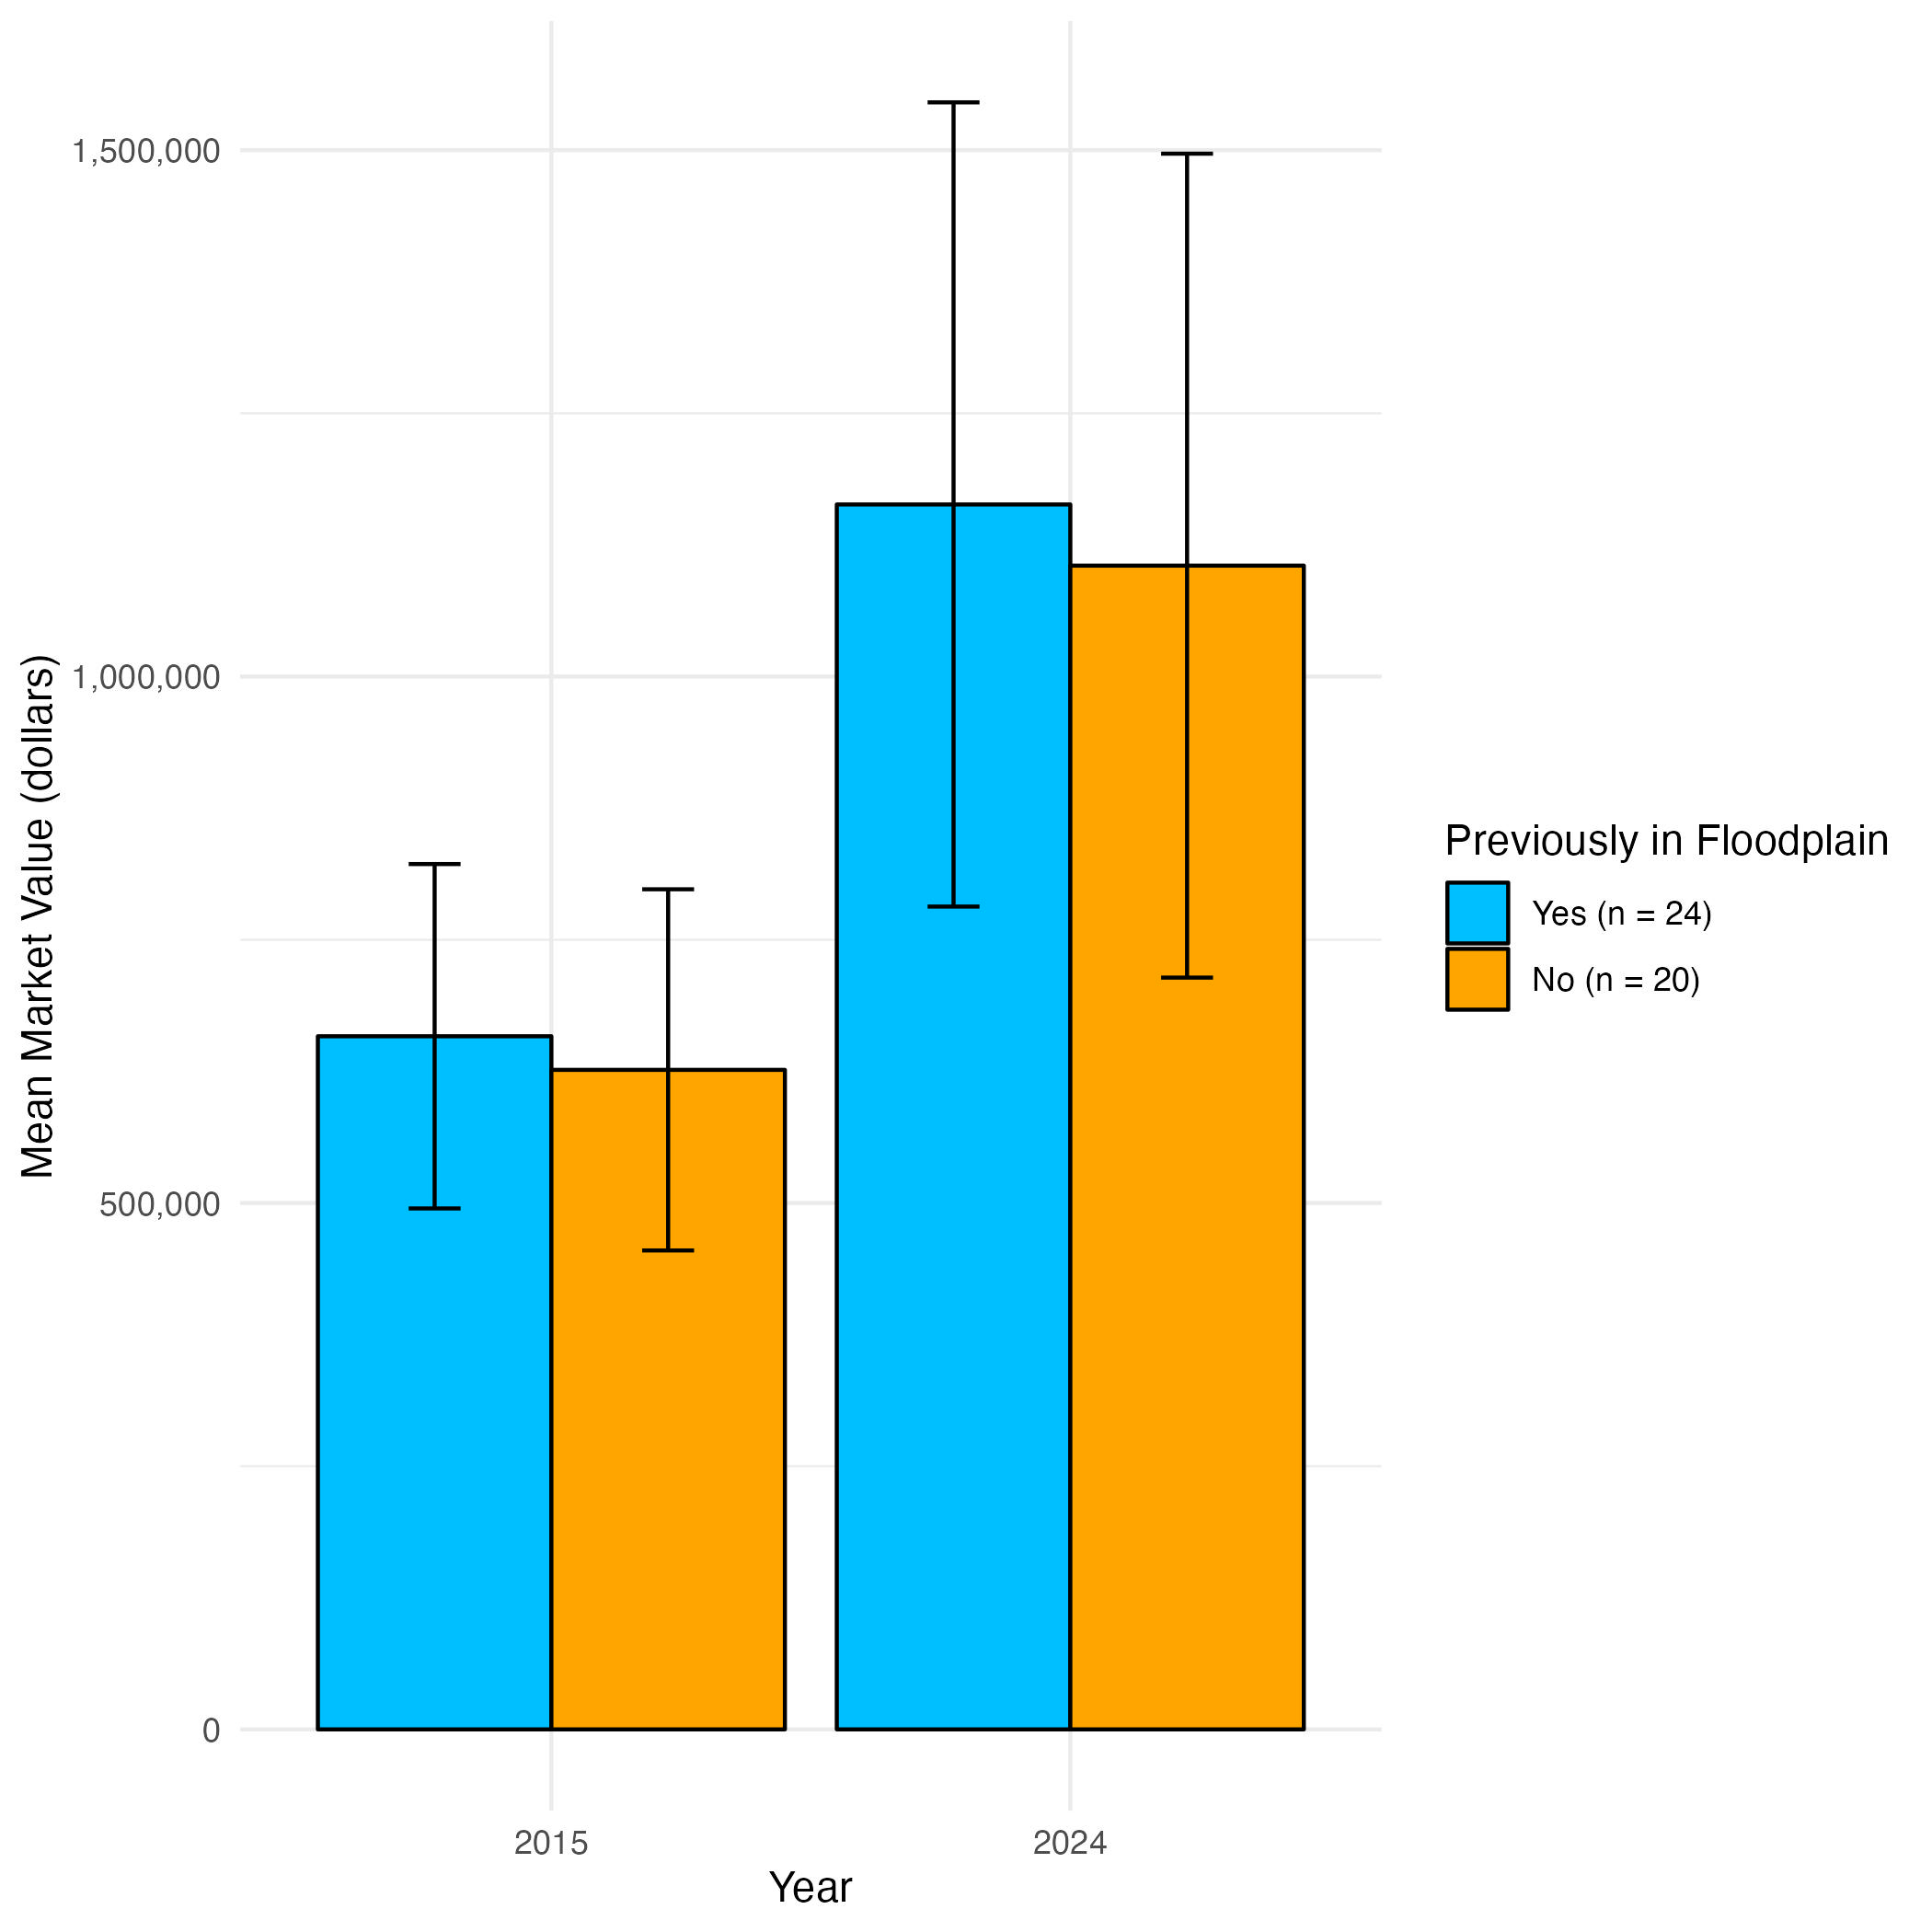 Mean Market Value (dollars)
1,500,000
1,000,000
500,000
0
2015
2024
Year
Previously in Floodplain
Yes (n = 24)
No (n = 20)